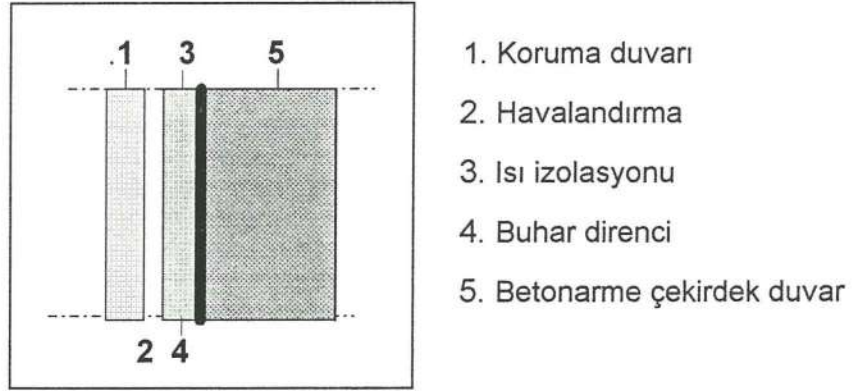 .1 3 5
2 4
1. Koruma duvarı
2. Havalandırma
3. Isı izolasyonu
4. Buhar direnci
5. Betonarme çekirdek duvar